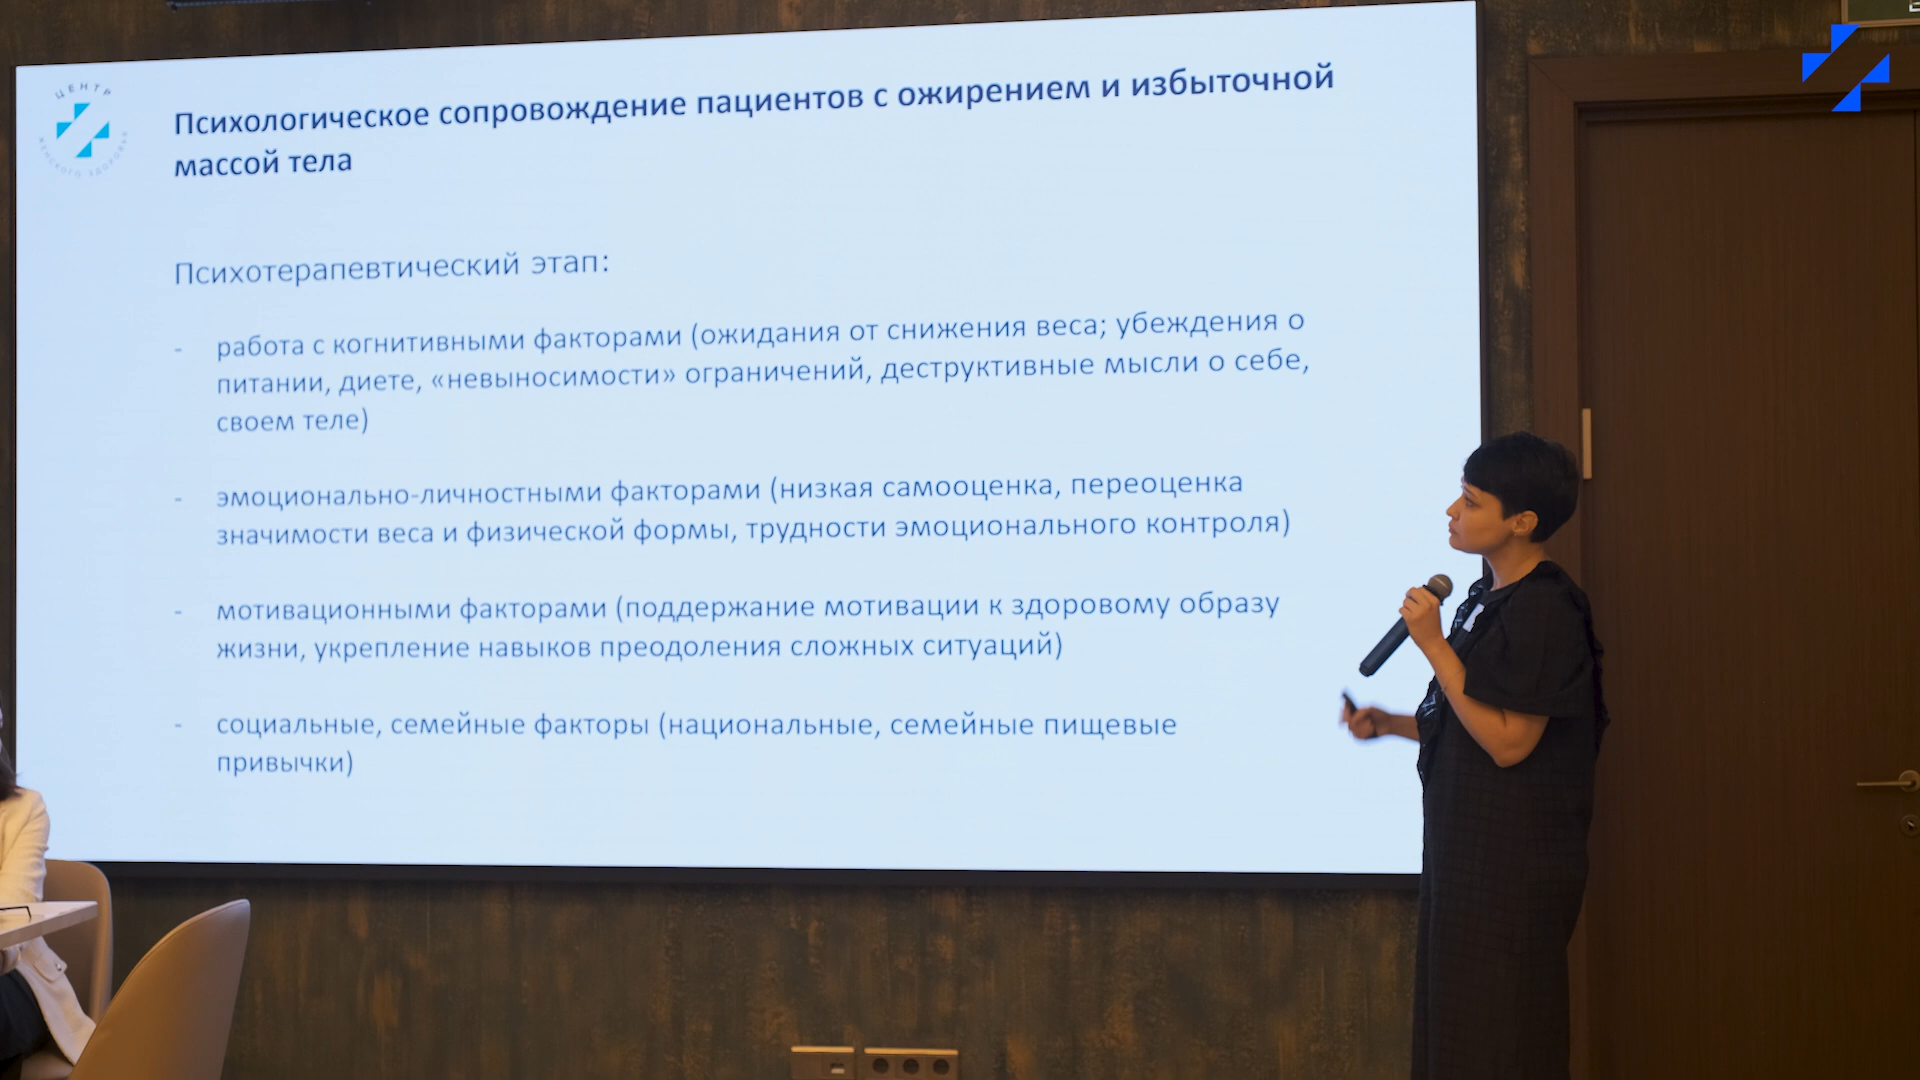 ЦЕНТР
ЖЕНСКОГО ЗДОРОВЬЯ
Психологическое сопровождение пациентов с ожирением и избыточной
массой тела
Психотерапевтический этап:
- работа с когнитивными факторами (ожидания от снижения веса; убеждения о
питании, диете, «невыносимости» ограничений, деструктивные мысли о себе,
своем теле)
- эмоционально-личностными факторами (низкая самооценка, переоценка
значимости веса и физической формы, трудности эмоционального контроля)
- мотивационными факторами (поддержание мотивации к здоровому образу
жизни, укрепление навыков преодоления сложных ситуаций)
- социальные, семейные факторы (национальные, семейные пищевые
привычки)